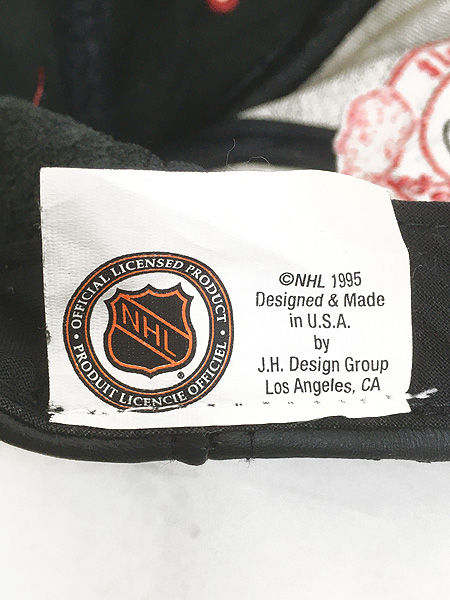 OFFICIAL LICENSED PRODUCT
NHL
®
• PRODUIT LICENCIE OFFICIEL •
©NHL 1995
Designed & Made
in U.S.A.
by
J.H. Design Group
Los Angeles, CA